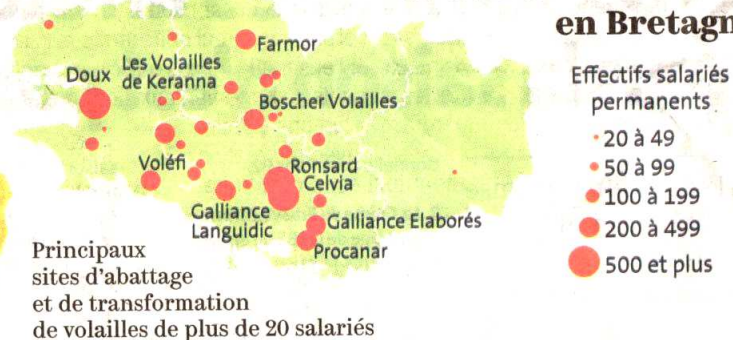 en Bretagn
Effectifs salariés
permanents
20 à 49
50 à 99
100 à 199
200 à 499
500 et plus
Farmor
Les Volailles
de Keranna
Doux
Boscher Volailles
Voléfi
Ronsard
Celvia
Galliance
Languidic
Galliance Elaborés
Procanar
Principaux
sites d'abattage
et de transformation
de volailles de plus de 20 salariés